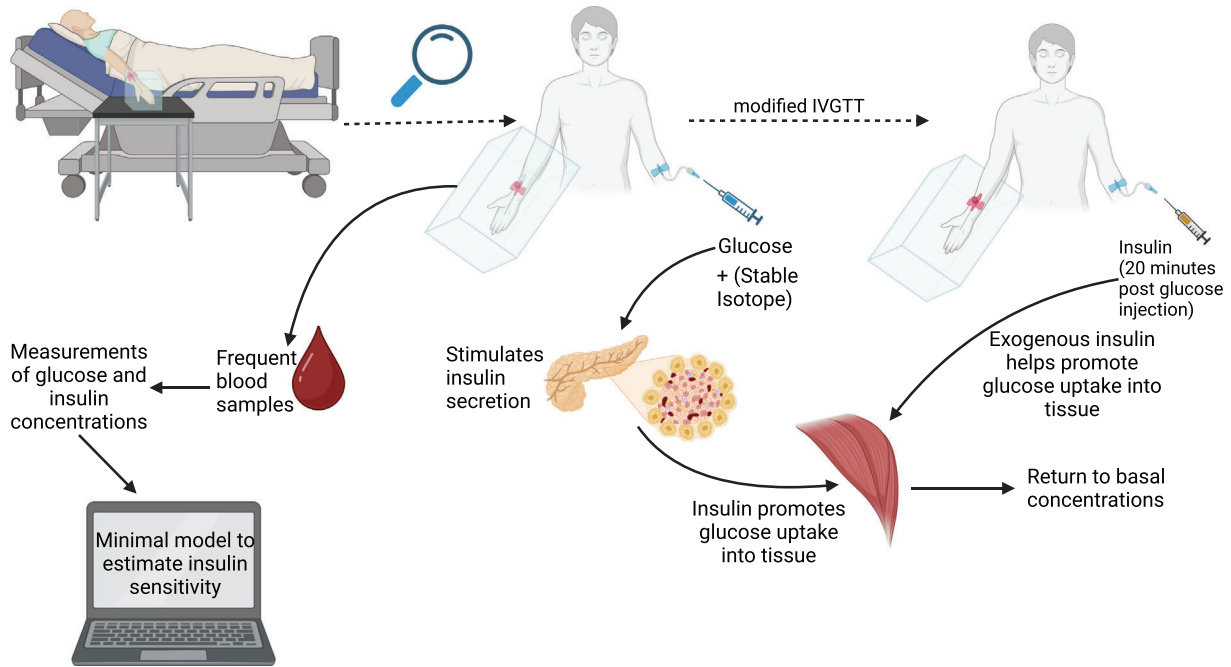 modified IVGTT
Glucose
+ (Stable
Isotope)
Insulin
(20 minutes
post glucose
injection)
Exogenous insulin
helps promote
glucose uptake into
tissue
Measurements
of glucose and
insulin
concentrations
Frequent
blood
samples
Stimulates
insulin
secretion
Return to basal
concentrations
Insulin promotes
glucose uptake
into tissue
Minimal model to
estimate insulin
sensitivity